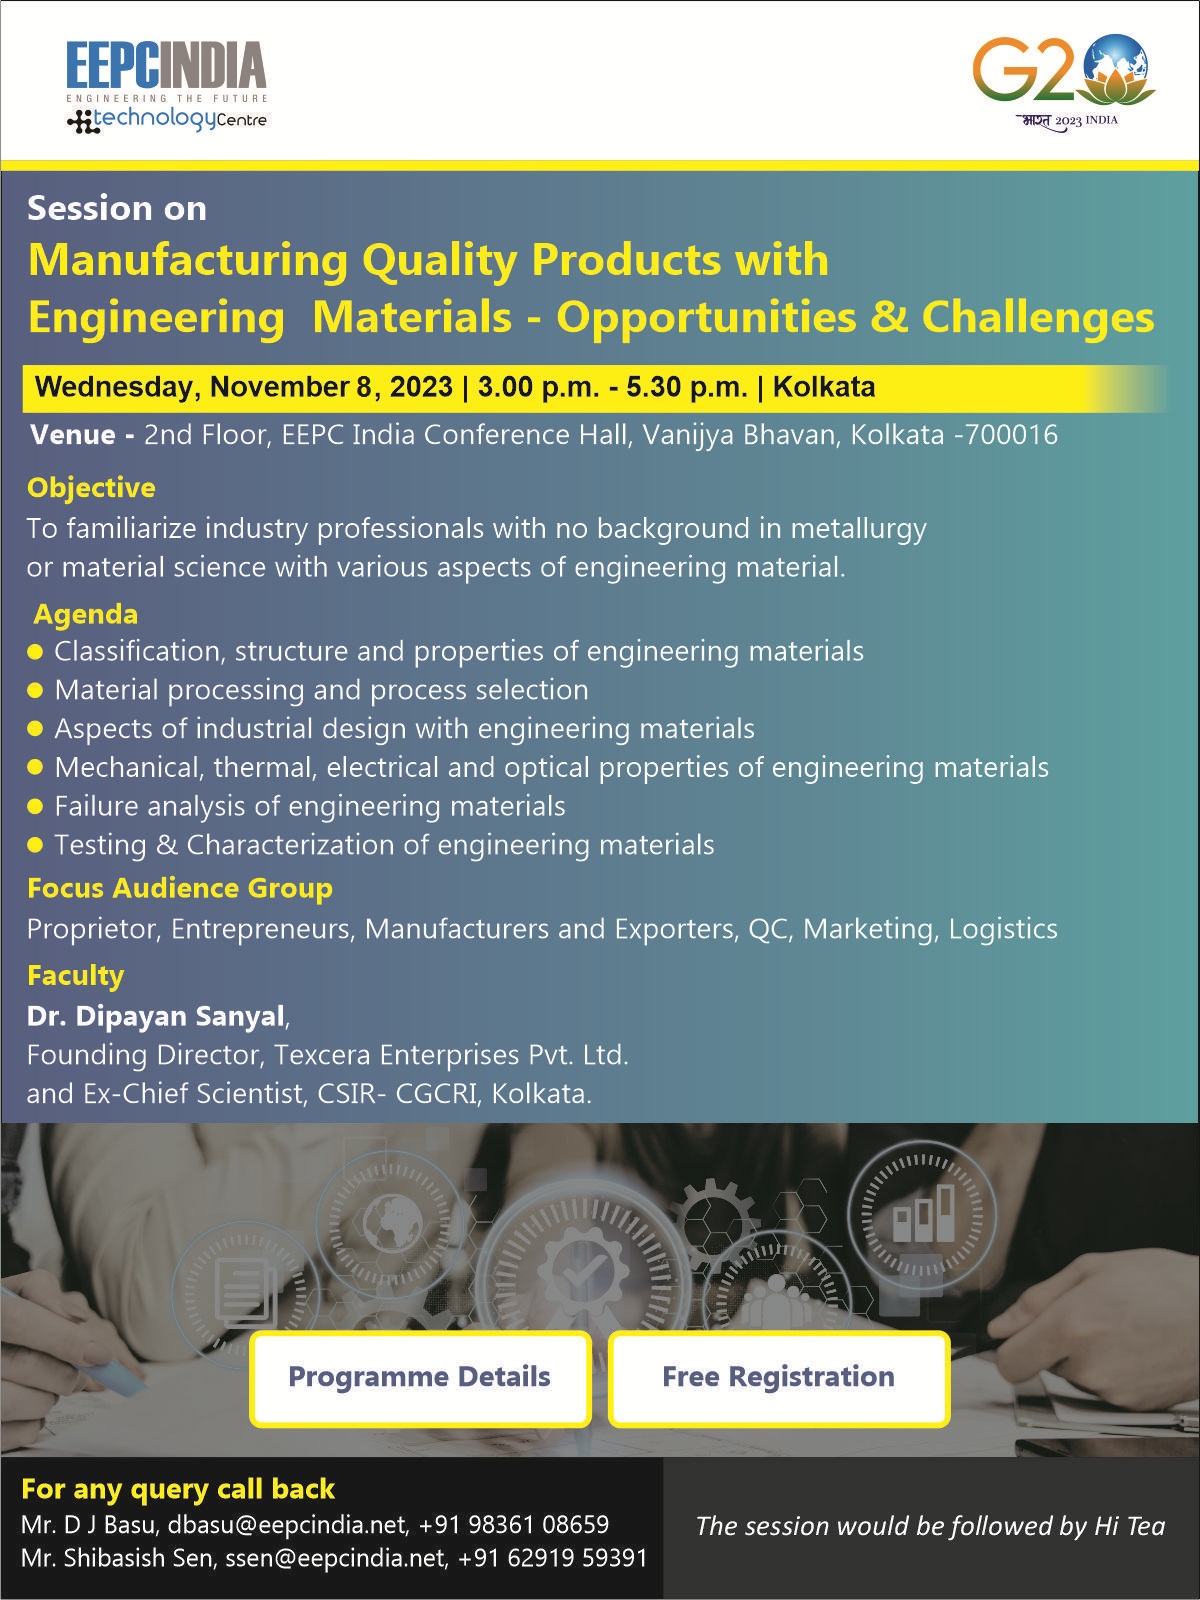 EEPCINDIA
ENGINEERING THE FUTURE
technologyCentre
G20
भारत 2023 INDIA
Session on
Manufacturing Quality Products with
Engineering Materials - Opportunities & Challenges
Wednesday, November 8, 2023 | 3.00 p.m. - 5.30 p.m. | Kolkata
Venue - 2nd Floor, EEPC India Conference Hall, Vanijya Bhavan, Kolkata -700016
Objective
To familiarize industry professionals with no background in metallurgy
or material science with various aspects of engineering material.
Agenda
Classification, structure and properties of engineering materials
Material processing and process selection
Aspects of industrial design with engineering materials
Mechanical, thermal, electrical and optical properties of engineering materials
Failure analysis of engineering materials
Testing & Characterization of engineering materials
Focus Audience Group
Proprietor, Entrepreneurs, Manufacturers and Exporters, QC, Marketing, Logistics
Faculty
Dr. Dipayan Sanyal,
Founding Director, Texcera Enterprises Pvt. Ltd.
and Ex-Chief Scientist, CSIR- CGCRI, Kolkata.
Programme Details
Free Registration
For any query call back
Mr. D J Basu, dbasu@eepcindia.net, +91 98361 08659
Mr. Shibasish Sen, ssen@eepcindia.net, +91 62919 59391
The session would be followed by Hi Tea